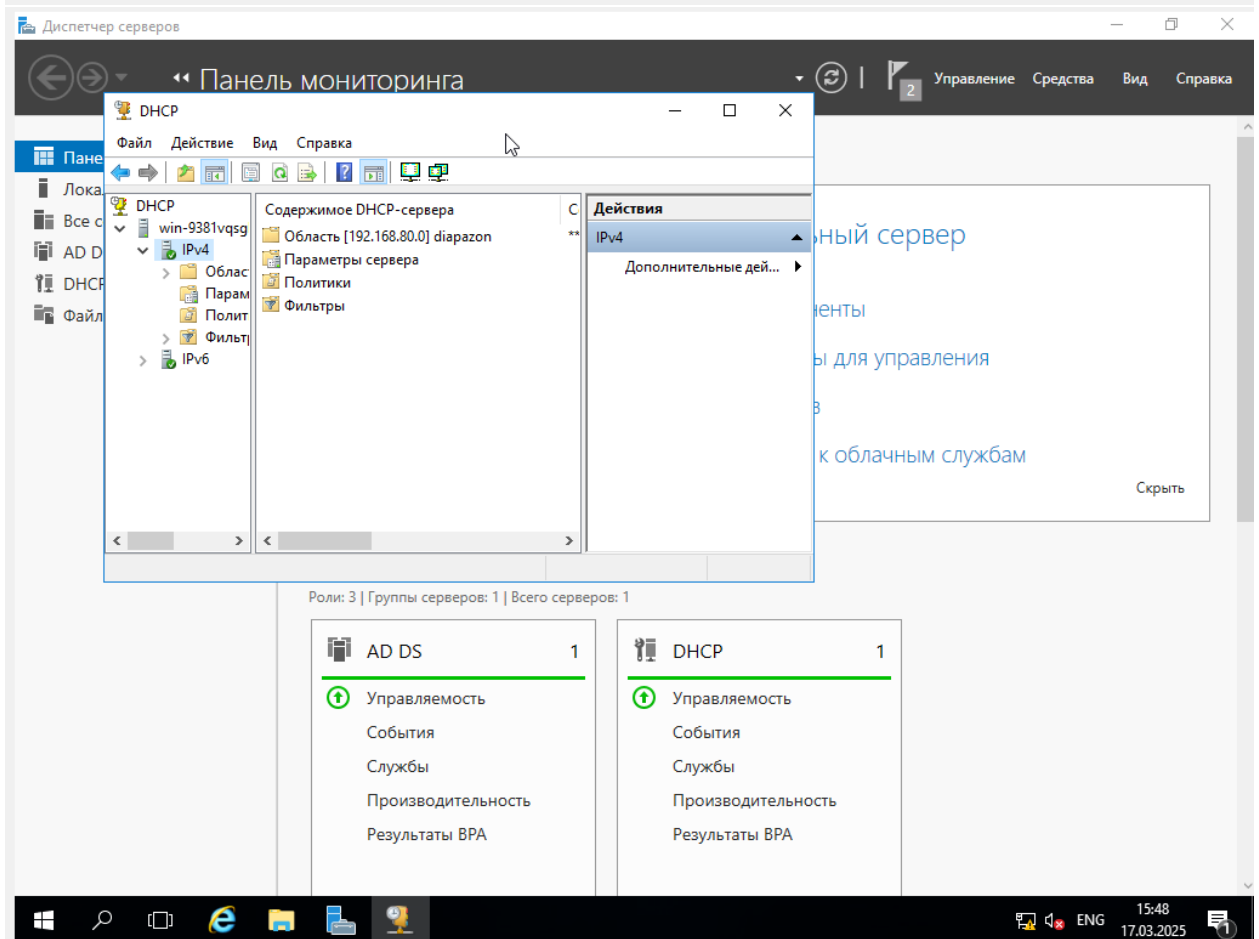 Диспетчер серверов
Панель мониторинга
2
Управление Средства Вид Справка
DHCP
Файл Действие Вид Справка
Пане
Лока
Все с
AD D
DHCP
Файл
DHCP
win-9381vqsg
IPv4
Облас
Парам
Полит
Фильт
IPv6
Содержимое DHCP-сервера С
Область [192.168.80.0] diapazon **
Параметры сервера
Политики
Фильтры
Действия
IPv4
Дополнительные дей...
ный сервер
ненты
ы для управления
в
к облачным службам
Скрыть
Роли: 3 | Группы серверов: 1 | Всего серверов: 1
AD DS 1
Управляемость
События
Службы
Производительность
Результаты BPA
DHCP 1
Управляемость
События
Службы
Производительность
Результаты BPA
ENG
15:48
17.03.2025
1